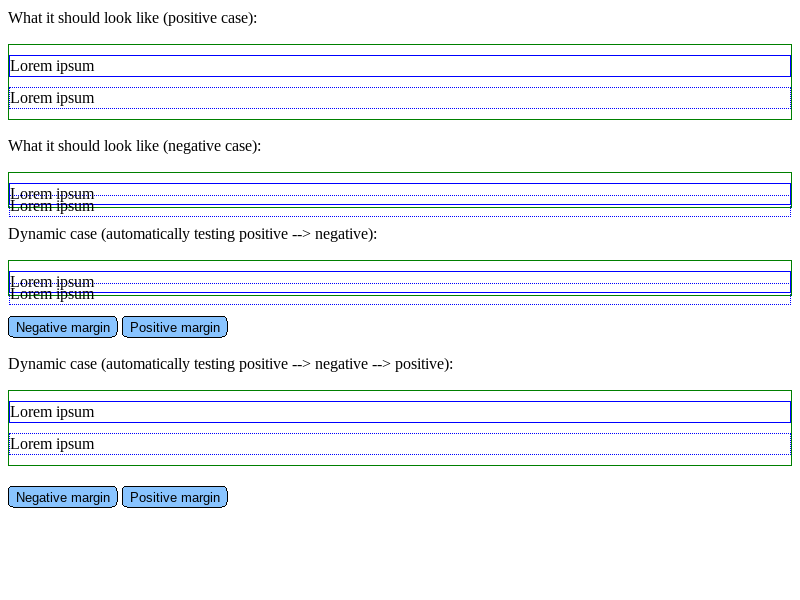 What it should look like (positive case):
Lorem ipsum
Lorem ipsum
What it should look like (negative case):
Lorem ipsum
Lorem ipsum
Dynamic case (automatically testing positive --> negative):
Lorem ipsum
Lorem ipsum
Negative margin Positive margin
Dynamic case (automatically testing positive --> negative --> positive):
Lorem ipsum
Lorem ipsum
Negative margin Positive margin